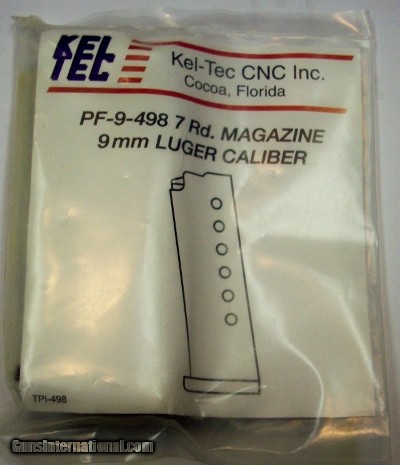 KEL TEC
Kel-Tec CNC Inc.
Cocoa, Florida
PF-9-498 7 Rd. MAGAZINE
9mm LUGER CALIBER
TPI-498
GunsInternational.com